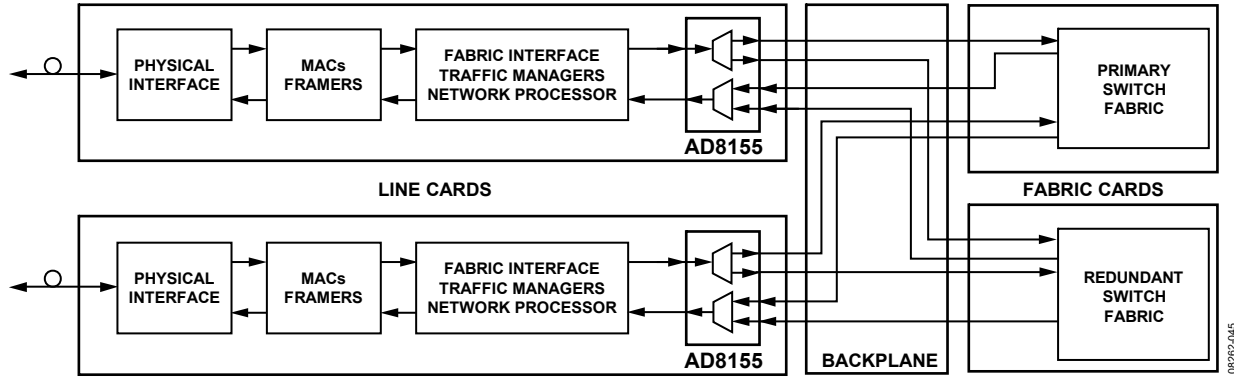 PHYSICAL
INTERFACE
MACs
FRAMERS
FABRIC INTERFACE
TRAFFIC MANAGERS
NETWORK PROCESSOR
AD8155
PRIMARY
SWITCH
FABRIC
LINE CARDS
FABRIC CARDS
PHYSICAL
INTERFACE
MACs
FRAMERS
FABRIC INTERFACE
TRAFFIC MANAGERS
NETWORK PROCESSOR
AD8155
BACKPLANE
REDUNDANT
SWITCH
FABRIC
08262-045